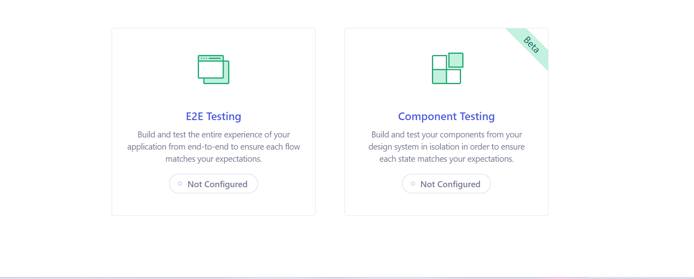 Beta
E2E Testing
Build and test the entire experience of your
application from end-to-end to ensure each flow
matches your expectations.
Not Configured
Component Testing
Build and test your components from your
design system in isolation in order to ensure
each state matches your expectations.
Not Configured